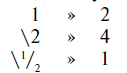 1 » 2
\2 » 4
\¹/₂ » 1